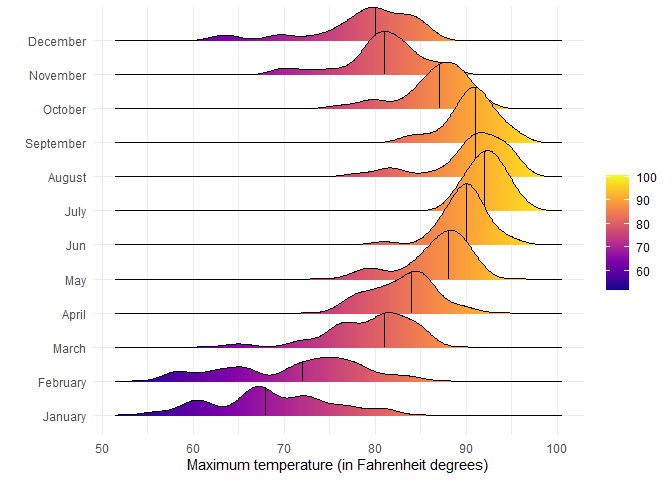 December
November
October
September
August
July
Jun
May
April
March
February
January
50 60 70 80 90 100
Maximum temperature (in Fahrenheit degrees)
100
90
80
70
60